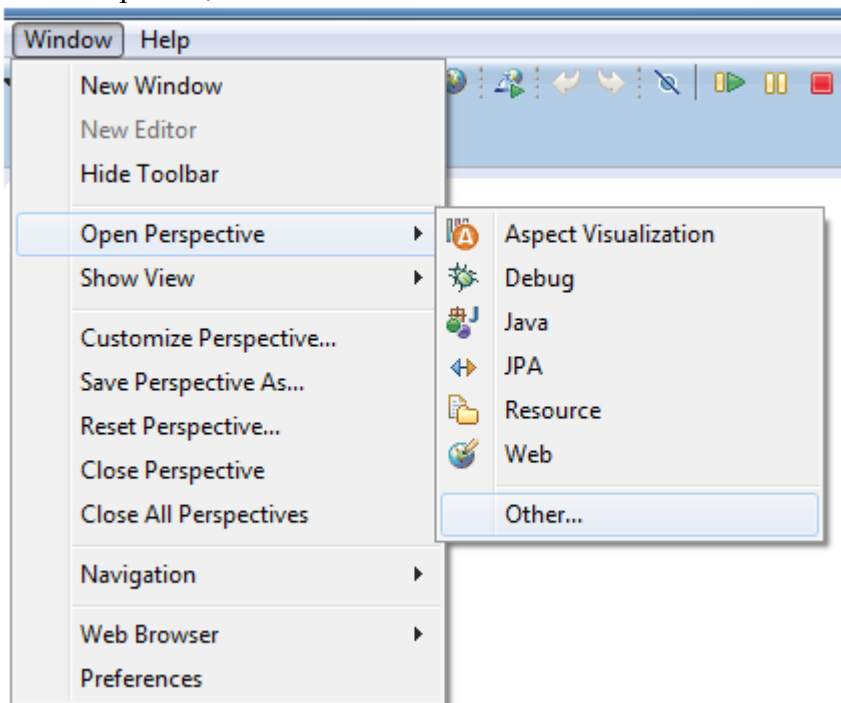 Window Help
New Window
New Editor
Hide Toolbar
Open Perspective
Show View
Customize Perspective...
Save Perspective As...
Reset Perspective...
Close Perspective
Close All Perspectives
Navigation
Web Browser
Preferences
Aspect Visualization
Debug
Java
JPA
Resource
Web
Other...